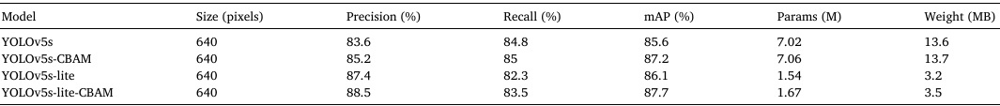 Model Size (pixels) Precision (%) Recall (%) mAP (%) Params (M) Weight (MB)
YOLOv5s 640 83.6 84.8 85.6 7.02 13.6
YOLOv5s-CBAM 640 85.2 85 87.2 7.06 13.7
YOLOv5s-lite 640 87.4 82.3 86.1 1.54 3.2
YOLOv5s-lite-CBAM 640 88.5 83.5 87.7 1.67 3.5